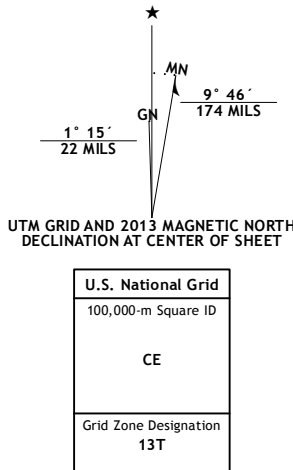 ★
MN
GN
1° 15´
22 MILS
9° 46´
174 MILS
UTM GRID AND 2013 MAGNETIC NORTH
DECLINATION AT CENTER OF SHEET
U.S. National Grid
100,000-m Square ID
CE
Grid Zone Designation
13T